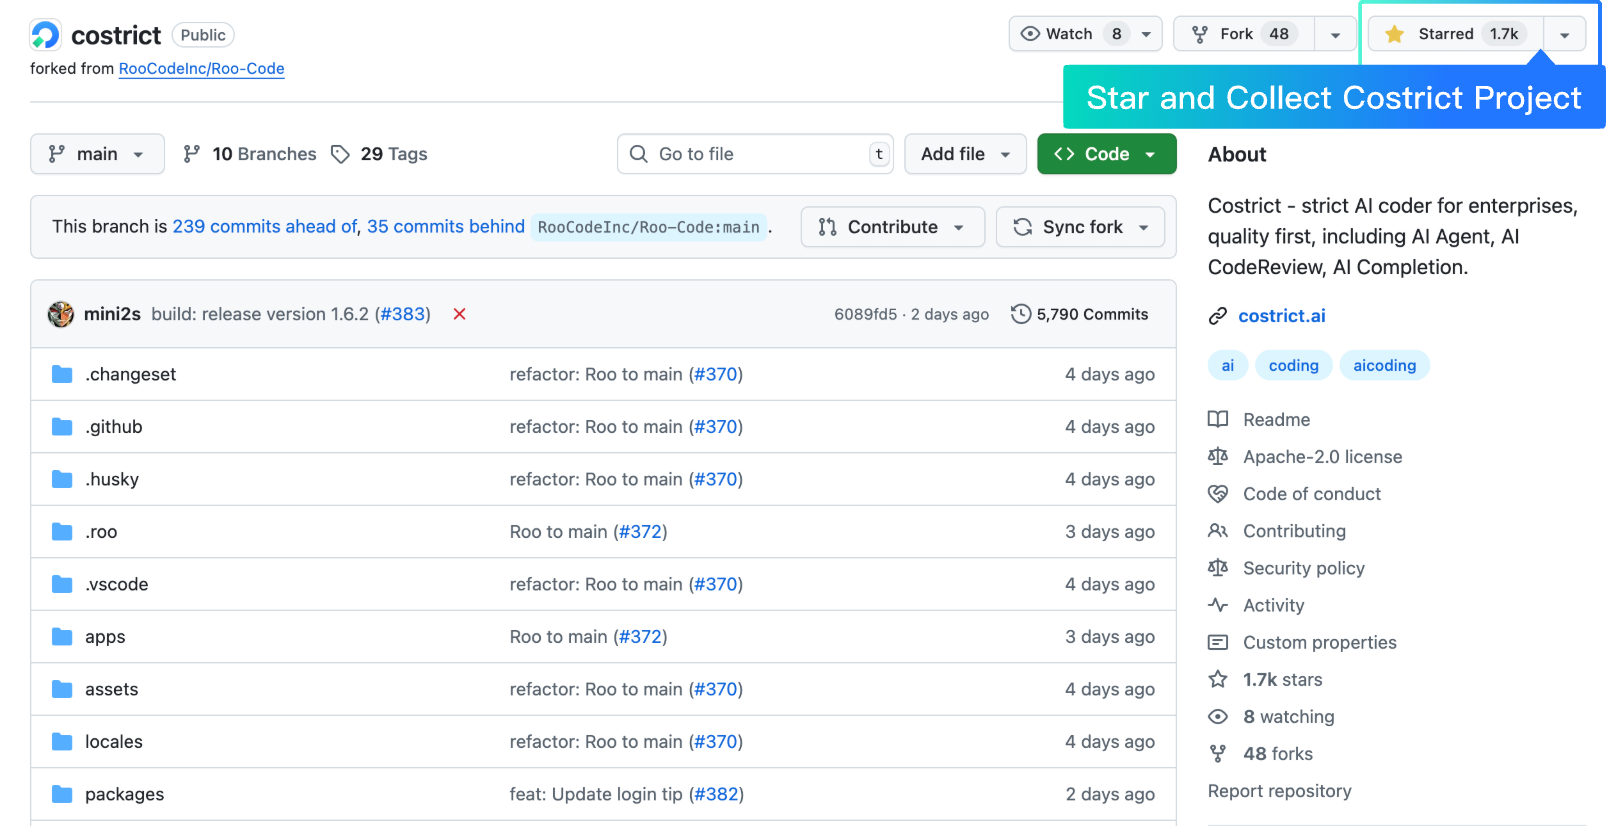 costrict Public
Watch 8
Fork 48
Starred 1.7k
forked from RooCodeInc/Roo-Code
Star and Collect Costrict Project
main
10 Branches
29 Tags
Go to file
t
Add file
Code
This branch is 239 commits ahead of, 35 commits behind RooCodeInc/Roo-Code:main .
Contribute
Sync fork
mini2s build: release version 1.6.2 (#383)
6089fd5 · 2 days ago
5,790 Commits
.changeset refactor: Roo to main (#370) 4 days ago
.github refactor: Roo to main (#370) 4 days ago
.husky refactor: Roo to main (#370) 4 days ago
.roo Roo to main (#372) 3 days ago
.vscode refactor: Roo to main (#370) 4 days ago
apps Roo to main (#372) 3 days ago
assets refactor: Roo to main (#370) 4 days ago
locales refactor: Roo to main (#370) 4 days ago
packages feat: Update login tip (#382) 2 days ago
About
Costrict - strict AI coder for enterprises,
quality first, including AI Agent, AI
CodeReview, AI Completion.
costrict.ai
ai coding aicoding
Readme
Apache-2.0 license
Code of conduct
Contributing
Security policy
Activity
Custom properties
1.7k stars
8 watching
48 forks
Report repository